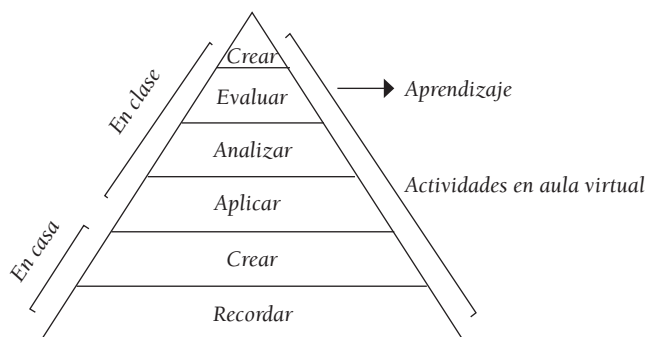 Crear
Evaluar
Analizar
Aplicar
Crear
Recordar
En clase
En casa
Aprendizaje
Actividades en aula virtual